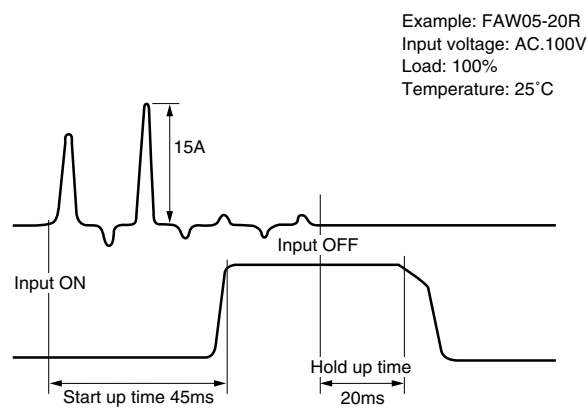 Example: FAW05-20R
Input voltage: AC.100V
Load: 100%
Temperature: 25˚C
15A
Input OFF
Input ON
Hold up time
Start up time 45ms
20ms